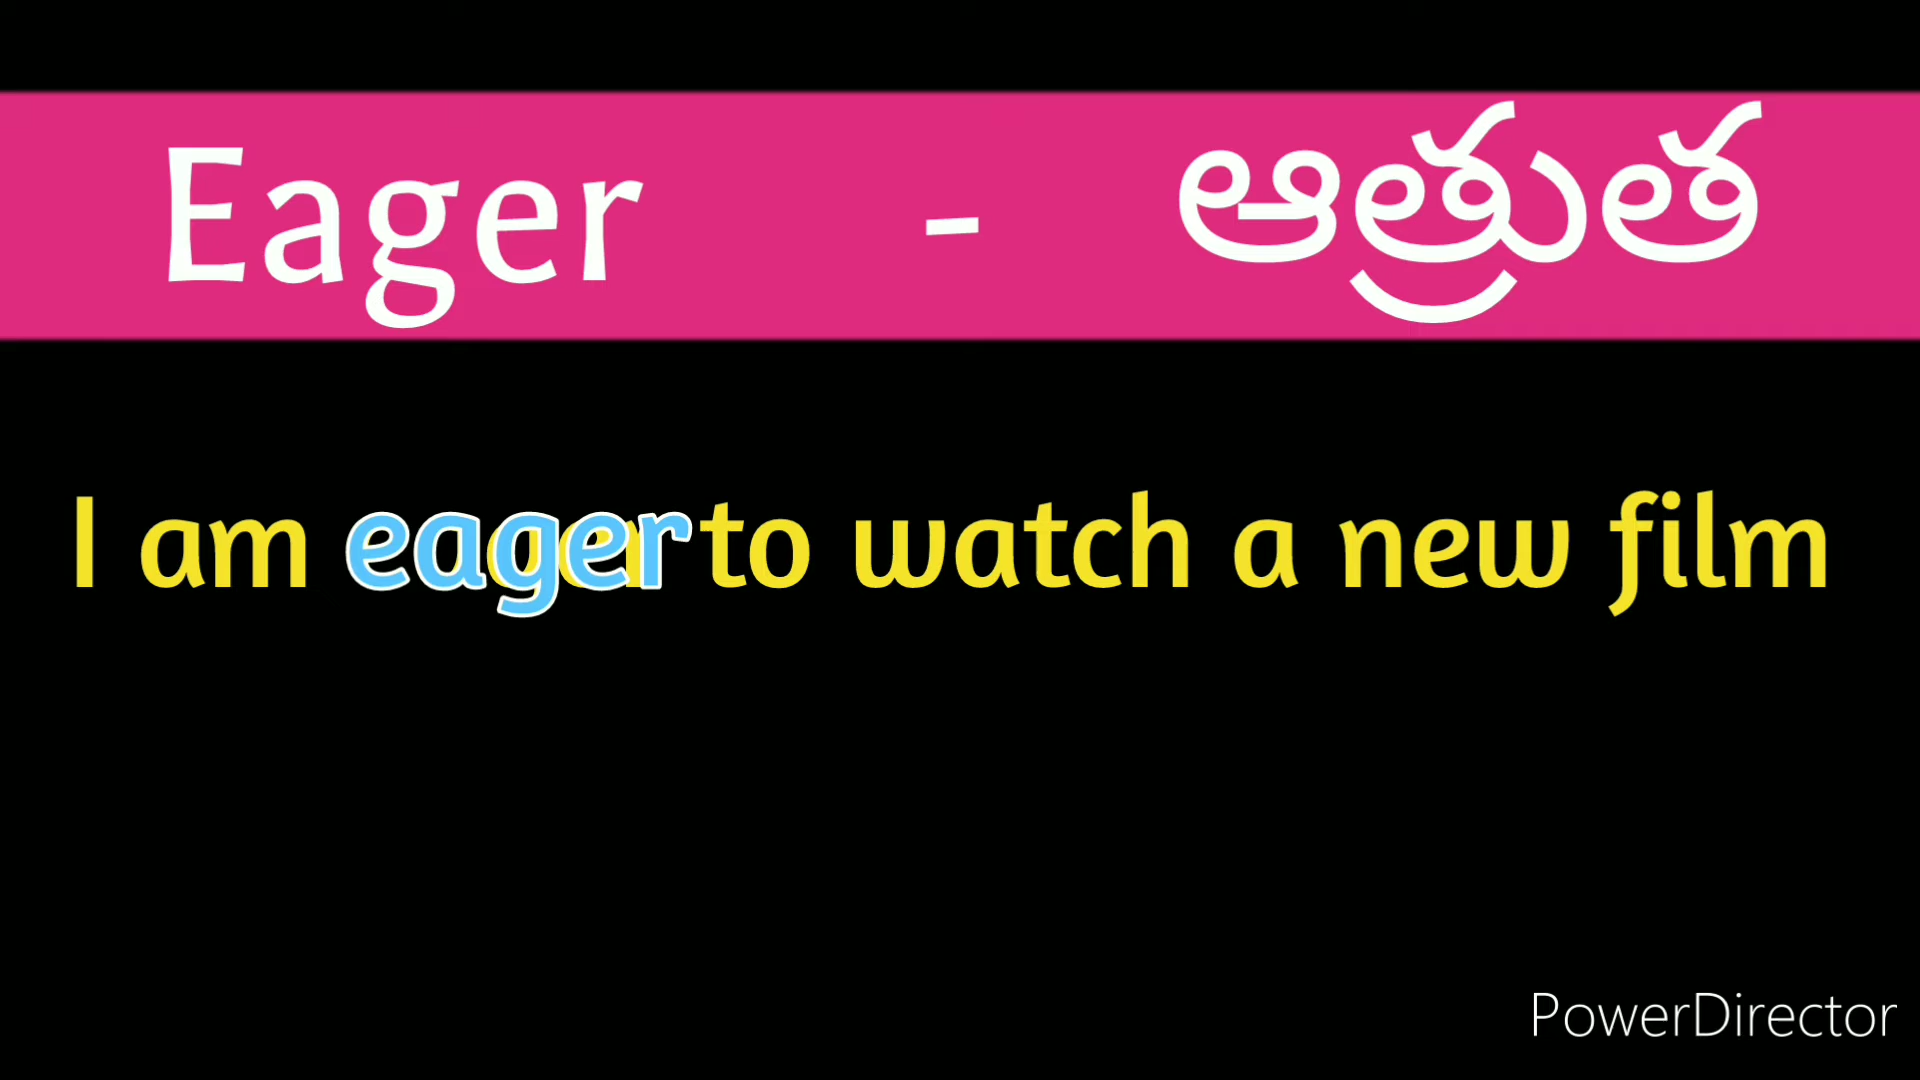 Eager - ఆత్రుత
I am eager to watch a new film
PowerDirector